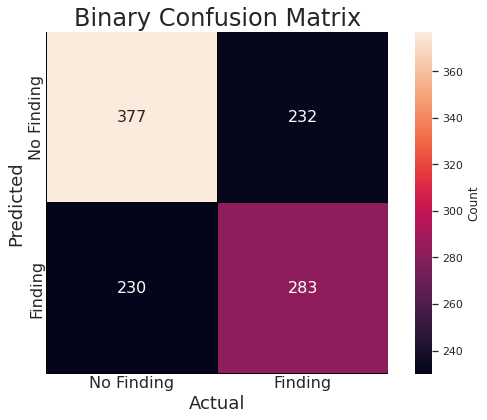 Binary Confusion Matrix
Predicted
No Finding
377
232
Finding
230
283
No Finding
Finding
Actual
360
340
320
300
280
260
240
Count